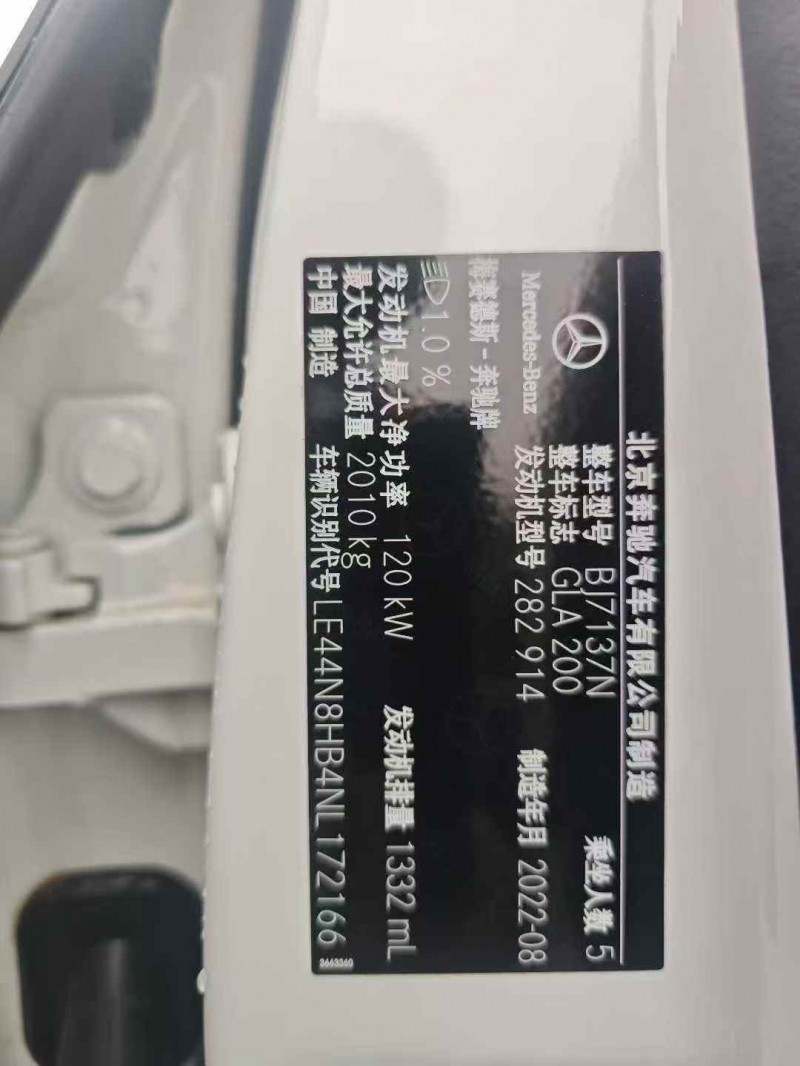 北京奔驰汽车有限公司制造
Mercedes-Benz
整车型号 BJ7137N 乘坐人数 5
整车标志 GLA 200
发动机型号 282 914 制造年月 2022-08
梅赛德斯-奔驰牌
1.0 %
发动机最大净功率 120 kW 发动机排量 1332 mL
最大允许总质量 2010 kg
中国 制造 车辆识别代号 LE44N8HB4NL172166
3663360